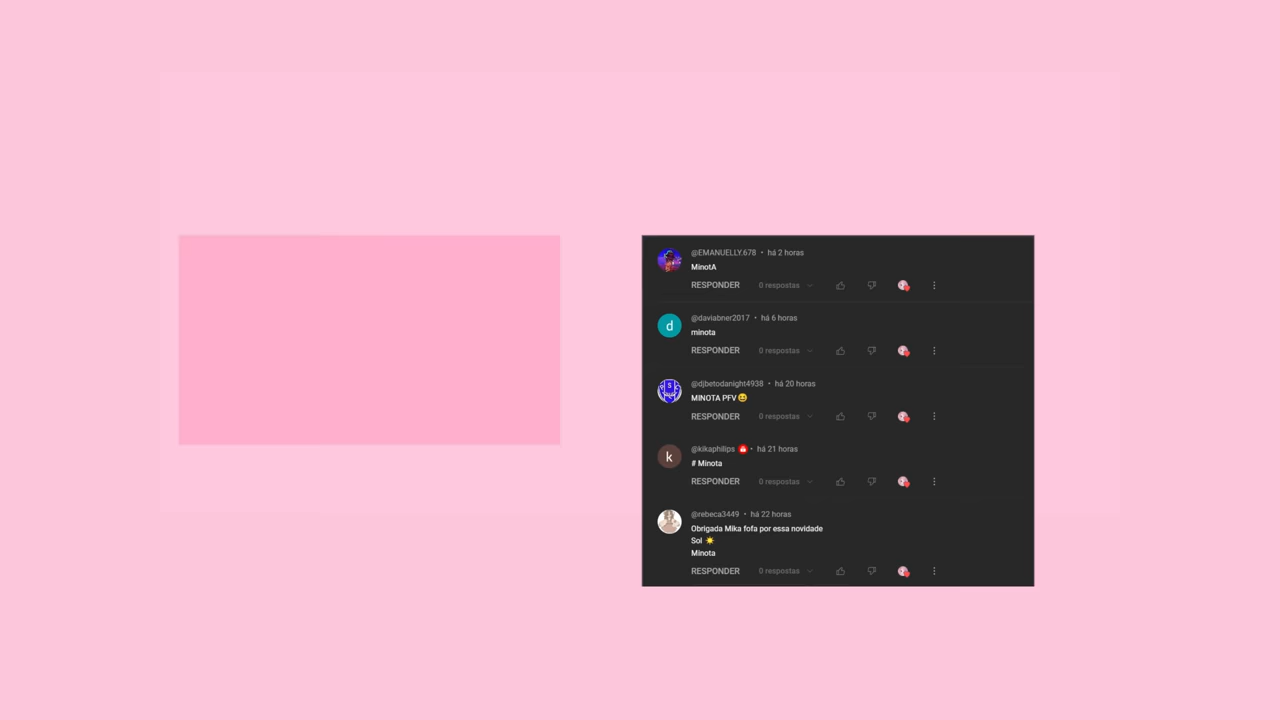 @EMANUELLY.678 • há 2 horas
MinotA
RESPONDER 0 respostas
d
@daviabner2017 • há 6 horas
minota
RESPONDER 0 respostas
@djbetodanight4938 • há 20 horas
MINOTA PFV😆
RESPONDER 0 respostas
k
@kikaphilips • há 21 horas
# Minota
RESPONDER 0 respostas
@rebeca3449 • há 22 horas
Obrigada Mika fofa por essa novidade
Sol ☀️
Minota
RESPONDER 0 respostas